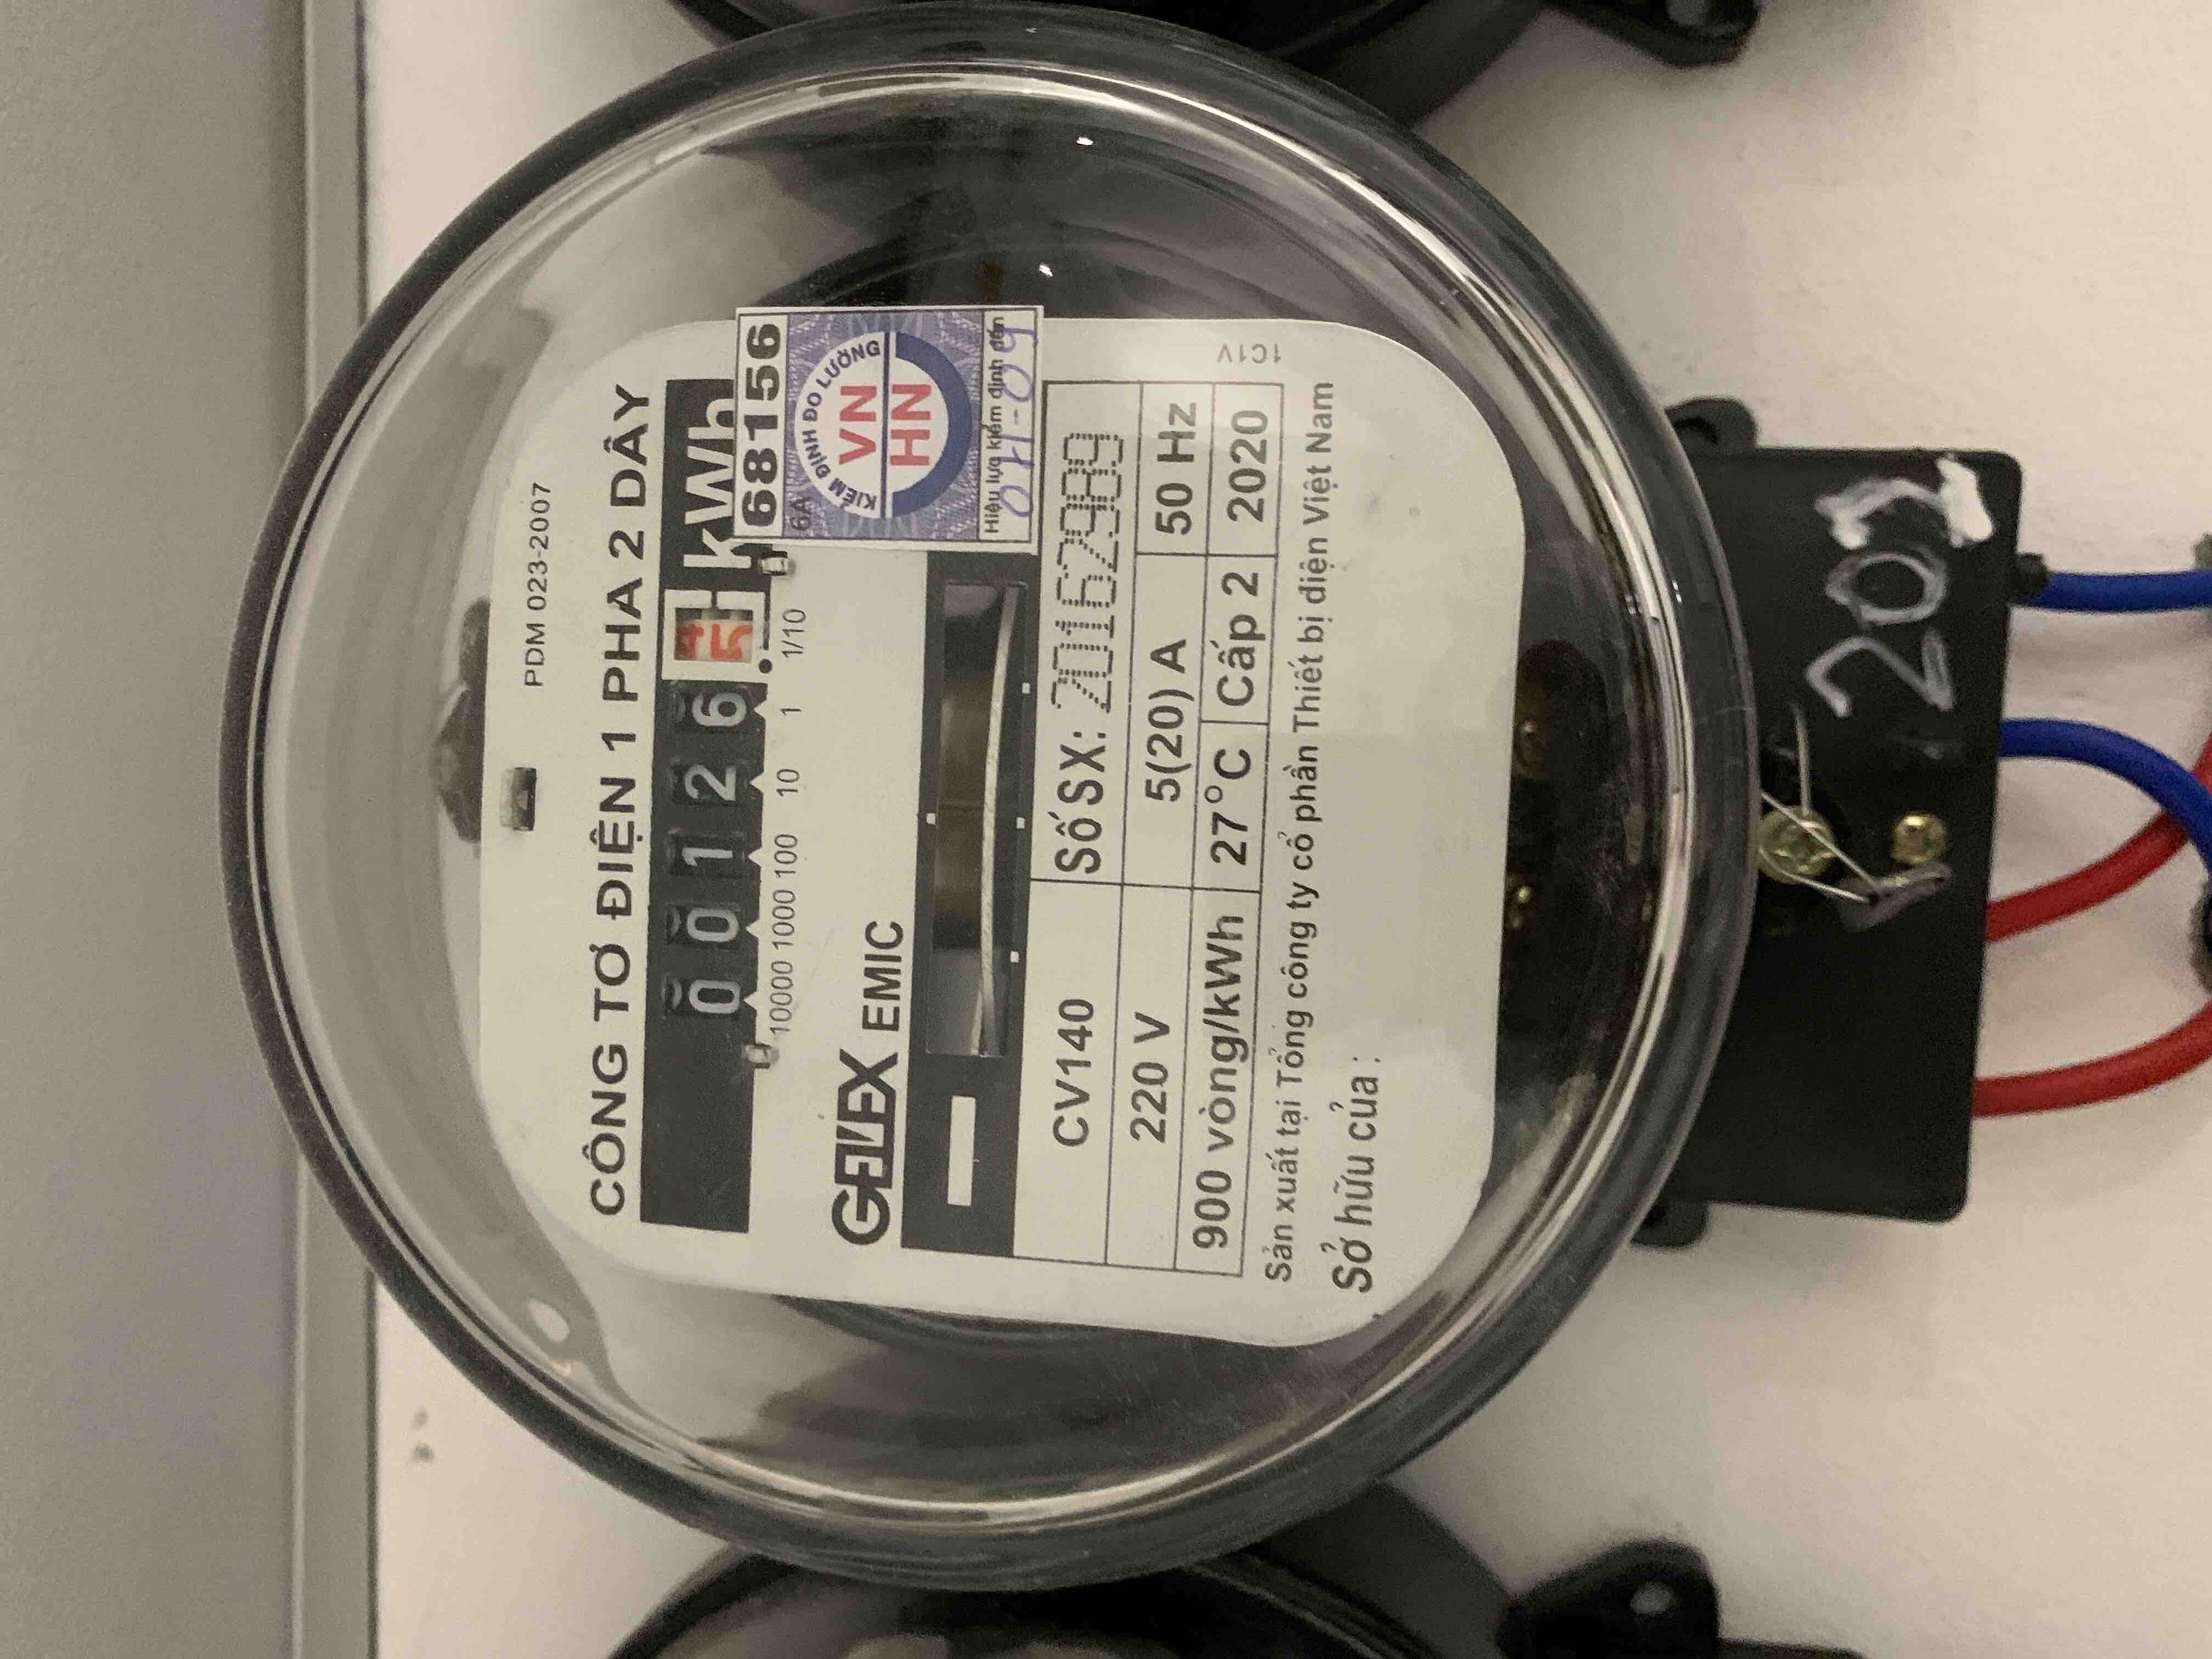 PDM 023-2007
CÔNG TƠ ĐIỆN 1 PHA 2 DÂY
0 0 1 2 6 kWh
10000 1000 100 10 1 1/10
68156
6A
KIỂM ĐỊNH ĐO LƯỜNG
VN
HN
Hiệu lực kiểm định đến
GELEX EMIC
CV140 Số SX: 20162989
220 V 5(20) A 50 Hz
900 vòng/kWh 27°C Cấp 2 2020
1C1V
Sản xuất tại Tổng công ty cổ phần Thiết bị điện Việt Nam
Sở hữu của :